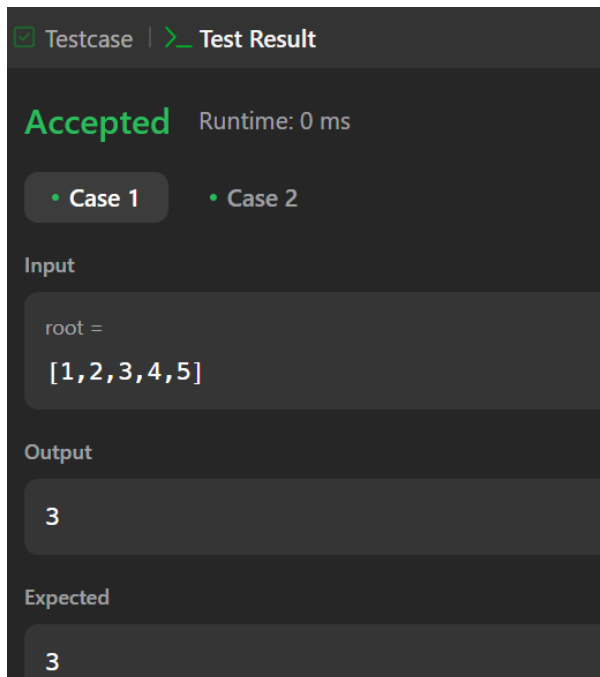 Testcase | >_ Test Result
Accepted Runtime: 0 ms
• Case 1 • Case 2
Input
root =
[1,2,3,4,5]
Output
3
Expected
3